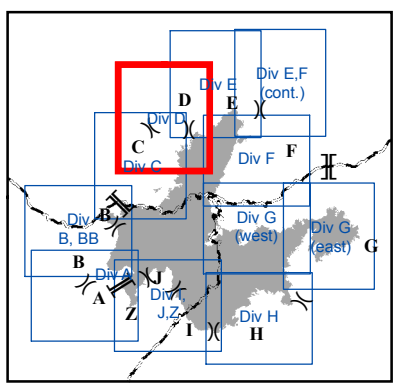 Div E
Div E,F
(cont.)
D
E
Div D
C
Div C
Div F
F
Div
B, BB
B
Div G
(west)
Div G
(east)
G
B
Div A
J
A
Z
Div I,
J,Z
I
Div H
H